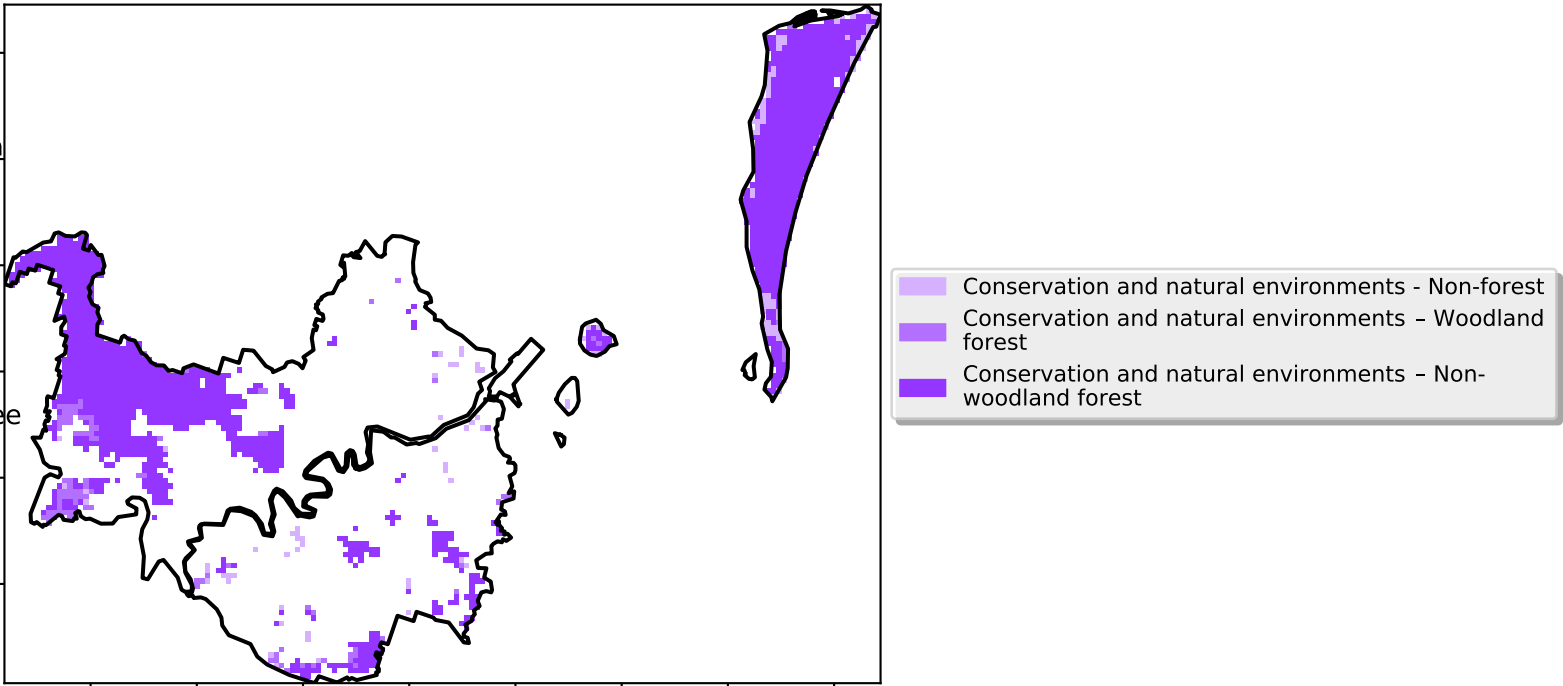 ee
Conservation and natural environments - Non-forest
Conservation and natural environments – Woodland
forest
Conservation and natural environments – Non-
woodland forest